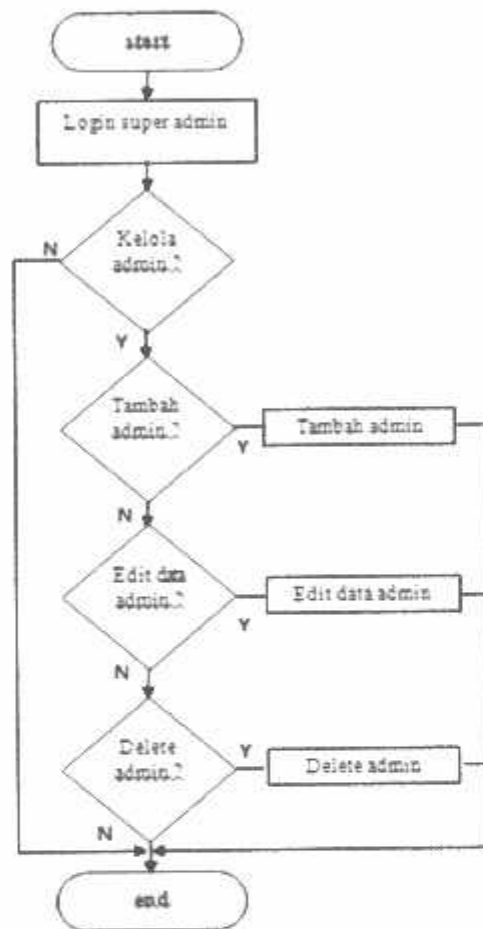 start
Login super admin
Kelola
admin ?
N
Y
Tambah
admin ?
Y
Tambah admin
N
Edit data
admin ?
Y
Edit data admin
N
Delete
admin ?
Y
Delete admin
N
end